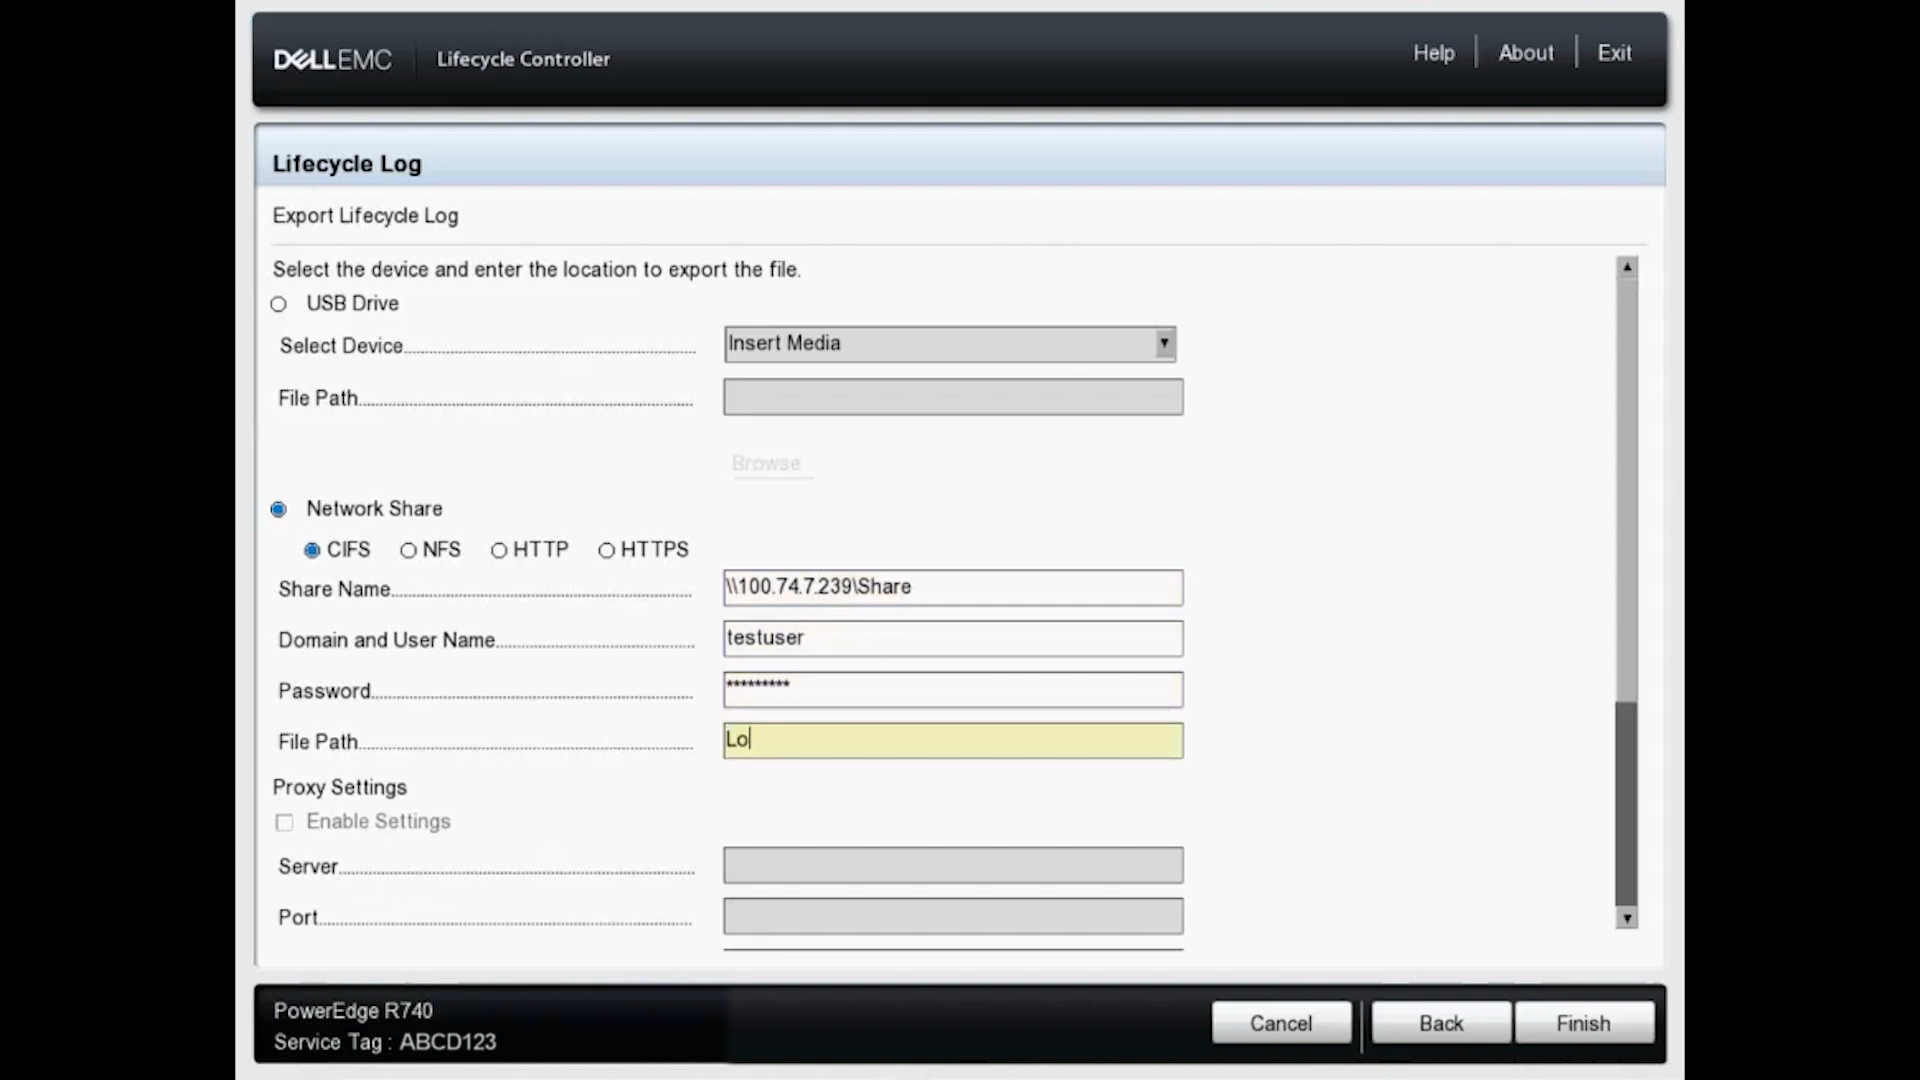 DELLEMC Lifecycle Controller Help About Exit
Lifecycle Log
Export Lifecycle Log
Select the device and enter the location to export the file.
USB Drive
Select Device Insert Media
File Path
Browse
Network Share
CIFS NFS HTTP HTTPS
Share Name \\100.74.7.239\Share
Domain and User Name testuser
Password *********
File Path Lo
Proxy Settings
Enable Settings
Server
Port
PowerEdge R740
Service Tag : ABCD123
Cancel Back Finish